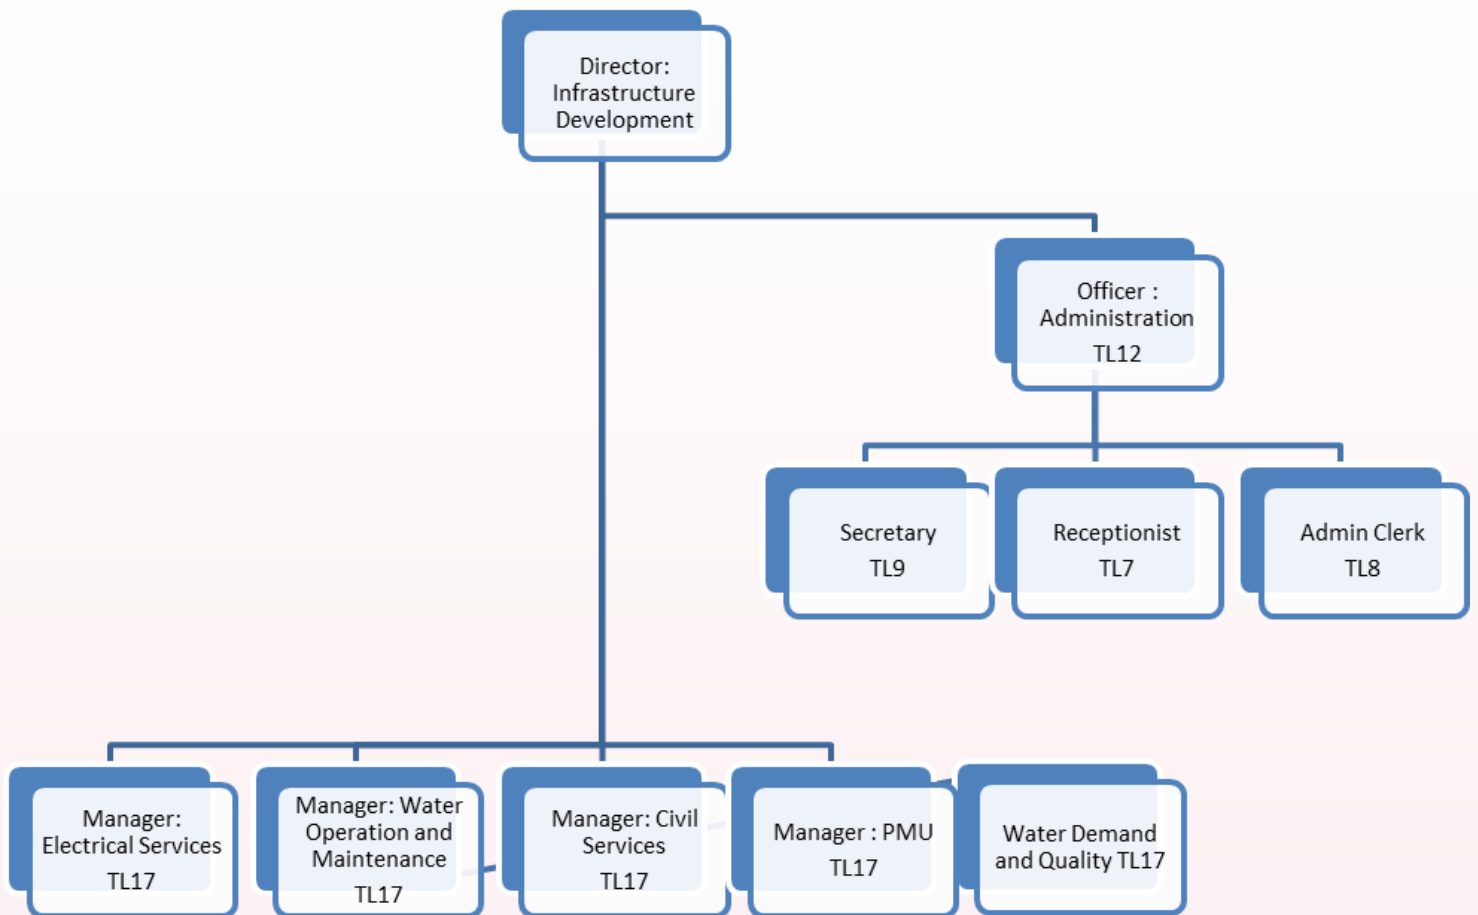 Director:
Infrastructure
Development
Officer :
Administration
TL12
Secretary
TL9
Receptionist
TL7
Admin Clerk
TL8
Manager:
Electrical Services
TL17
Manager: Water
Operation and
Maintenance
TL17
Manager: Civil
Services
TL17
Manager : PMU
TL17
Water Demand
and Quality TL17